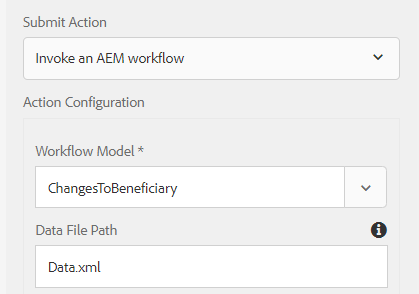 Submit Action
Invoke an AEM workflow
Action Configuration
Workflow Model *
ChangesToBeneficiary
Data File Path
Data.xml